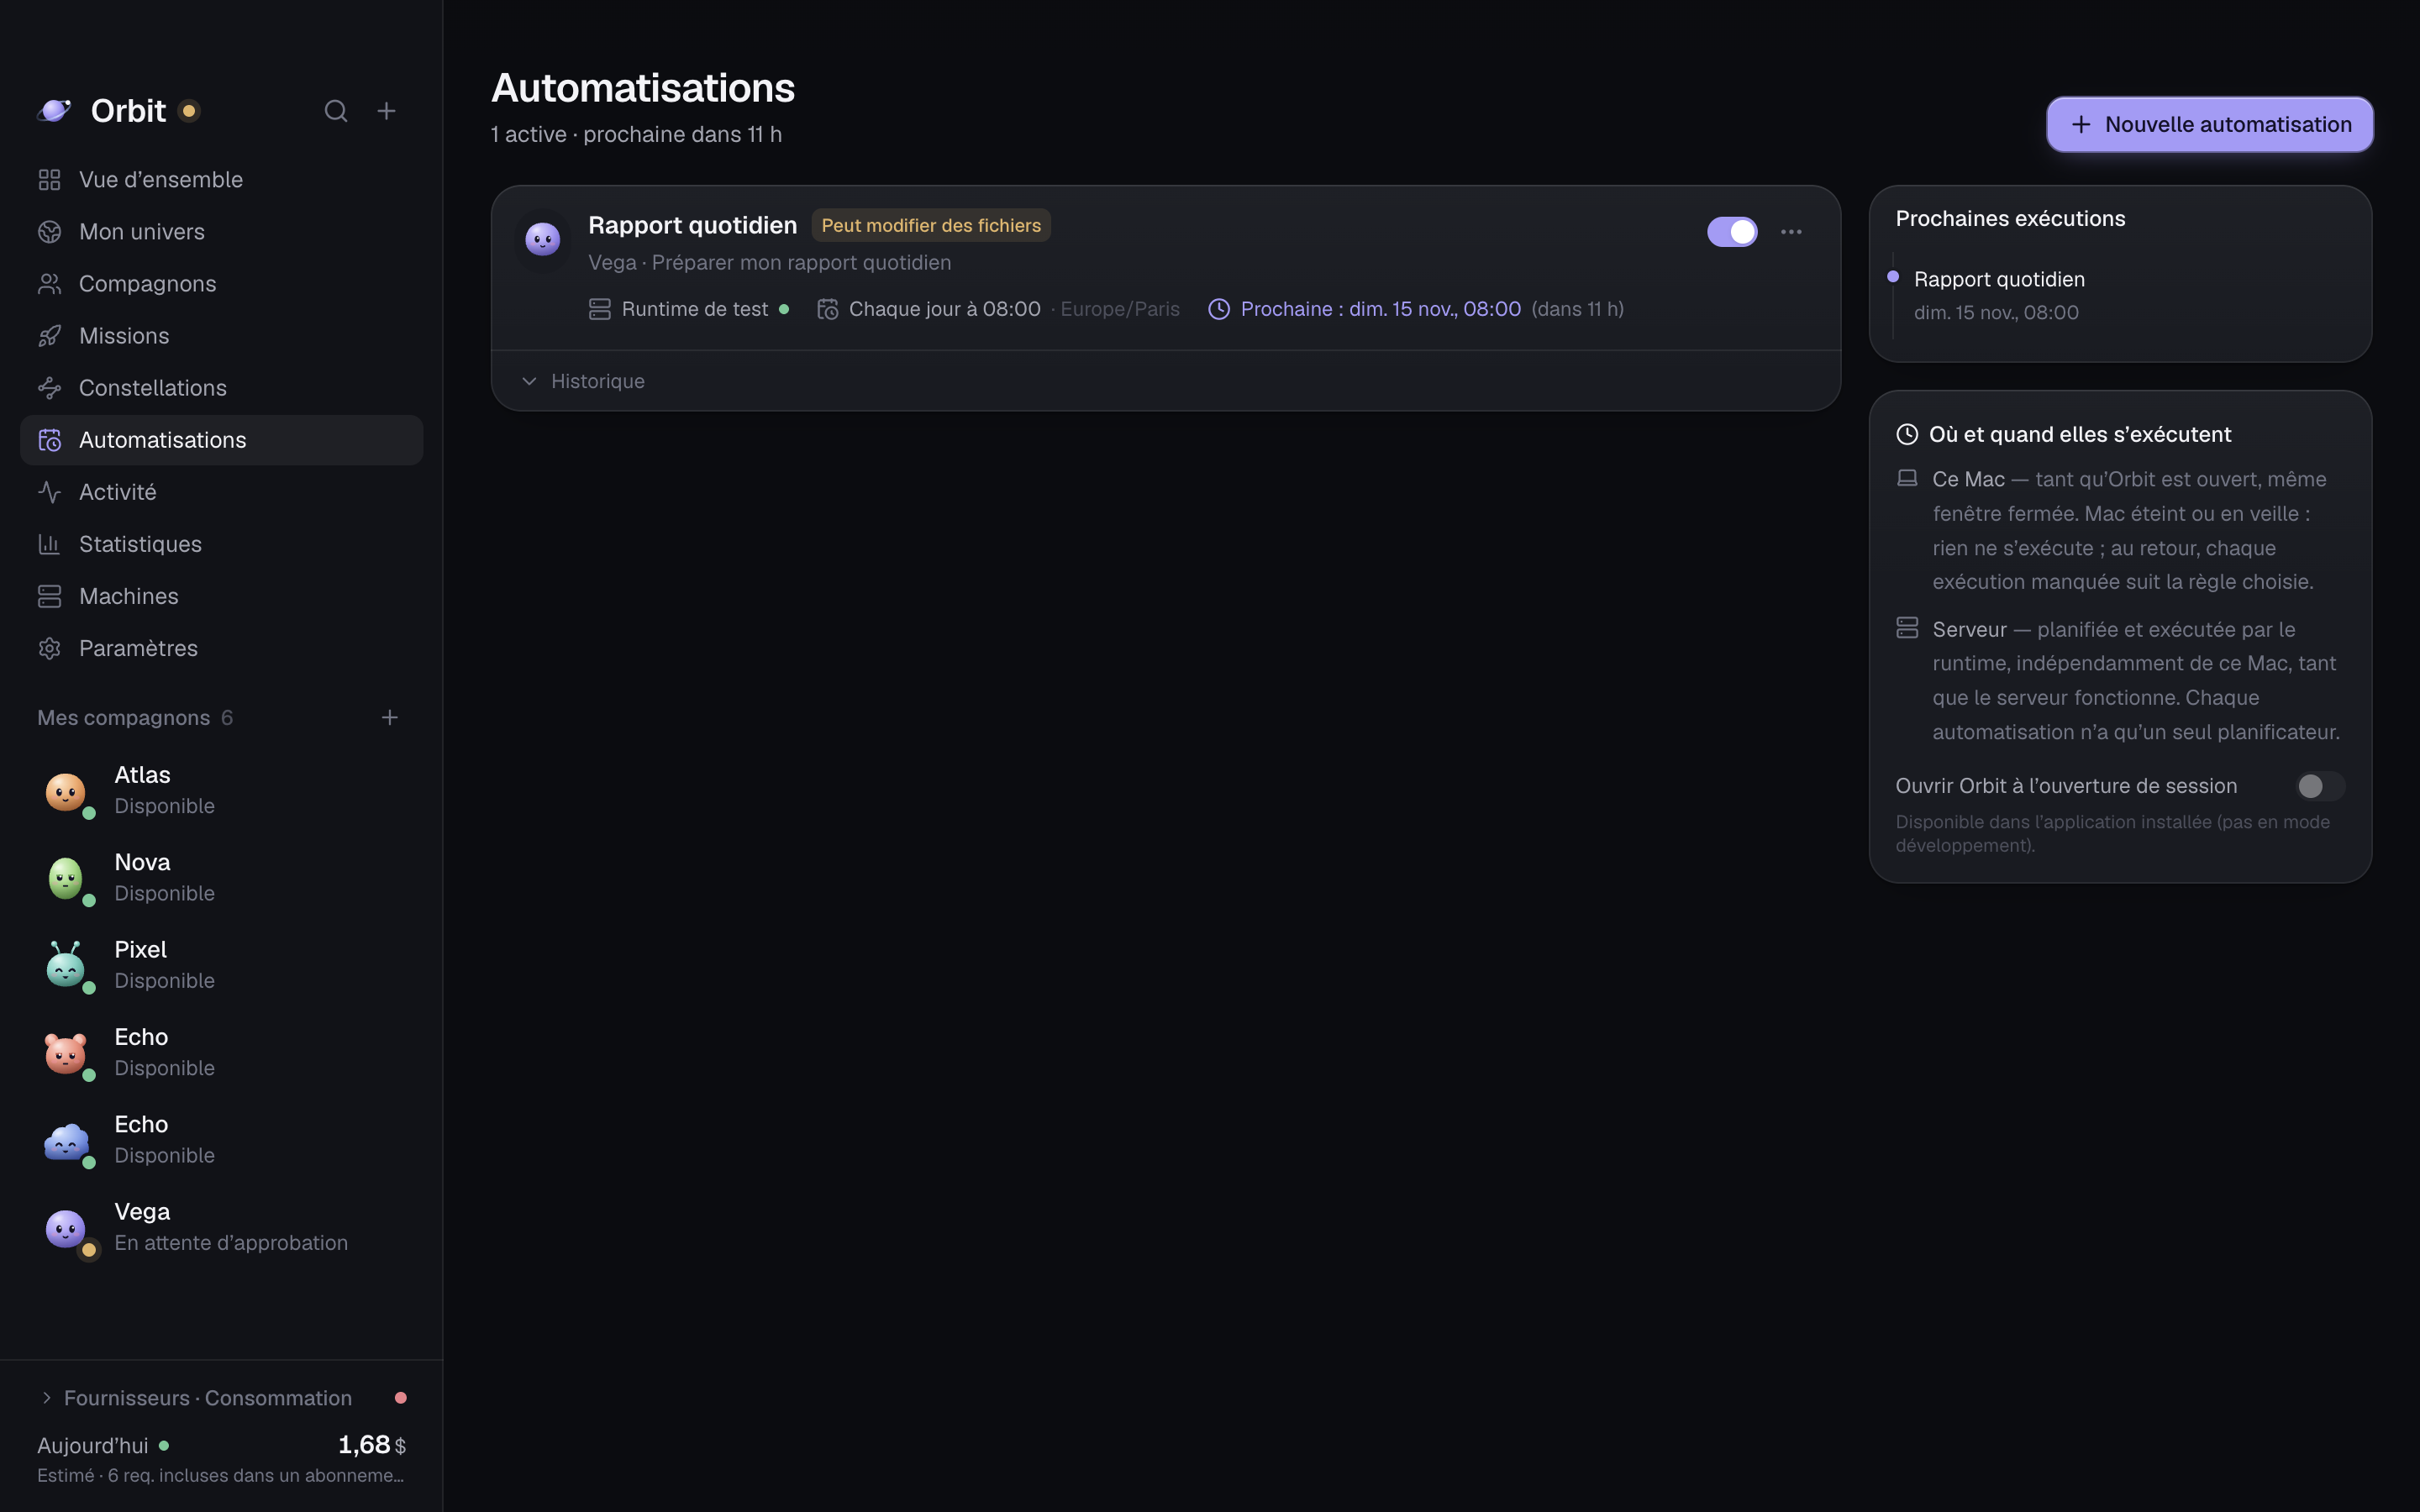 Orbit
Vue d’ensemble
Mon univers
Compagnons
Missions
Constellations
Automatisations
Activité
Statistiques
Machines
Paramètres
Mes compagnons 6
Atlas
Disponible
Nova
Disponible
Pixel
Disponible
Echo
Disponible
Echo
Disponible
Vega
En attente d’approbation
Fournisseurs · Consommation
Aujourd’hui 1,68 $
Estimé · 6 req. incluses dans un abonneme…
Automatisations
1 active · prochaine dans 11 h
Nouvelle automatisation
Rapport quotidien Peut modifier des fichiers
Vega · Préparer mon rapport quotidien
Runtime de test Chaque jour à 08:00 · Europe/Paris Prochaine : dim. 15 nov., 08:00 (dans 11 h)
Historique
Prochaines exécutions
Rapport quotidien
dim. 15 nov., 08:00
Où et quand elles s’exécutent
Ce Mac — tant qu’Orbit est ouvert, même
fenêtre fermée. Mac éteint ou en veille :
rien ne s’exécute ; au retour, chaque
exécution manquée suit la règle choisie.
Serveur — planifiée et exécutée par le
runtime, indépendamment de ce Mac, tant
que le serveur fonctionne. Chaque
automatisation n’a qu’un seul planificateur.
Ouvrir Orbit à l’ouverture de session
Disponible dans l’application installée (pas en mode
développement).